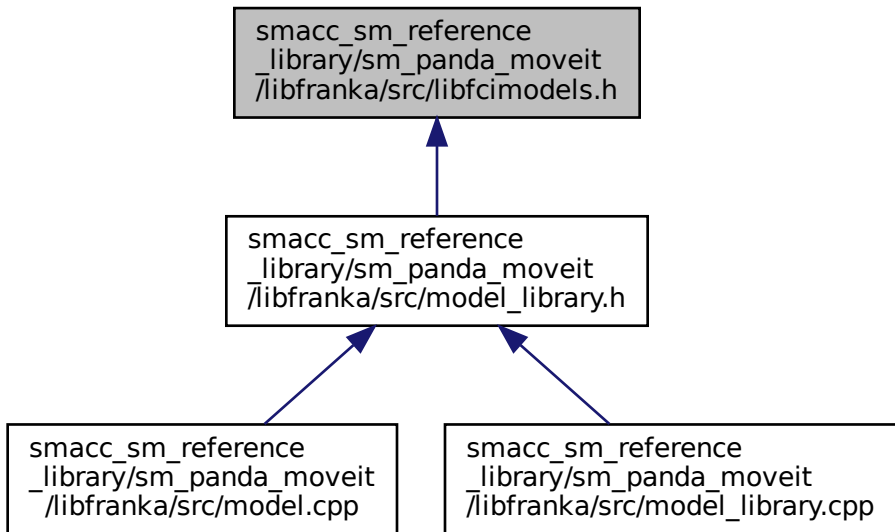 smacc_sm_reference
_library/sm_panda_moveit
/libfranka/src/libfcimodels.h
smacc_sm_reference
_library/sm_panda_moveit
/libfranka/src/model_library.h
smacc_sm_reference
_library/sm_panda_moveit
/libfranka/src/model.cpp
smacc_sm_reference
_library/sm_panda_moveit
/libfranka/src/model_library.cpp